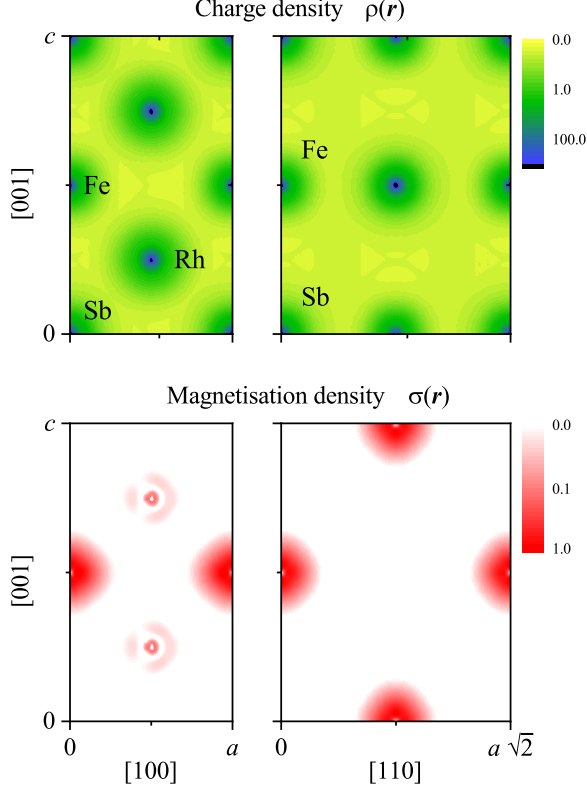 Charge density ρ(r)
c
0.0
1.0
100.0
[001]
Fe
Fe
Rh
Sb
Sb
0
Magnetisation density σ(r)
c
0.0
0.1
1.0
[001]
0
0 a 0 a √2
[100] [110]